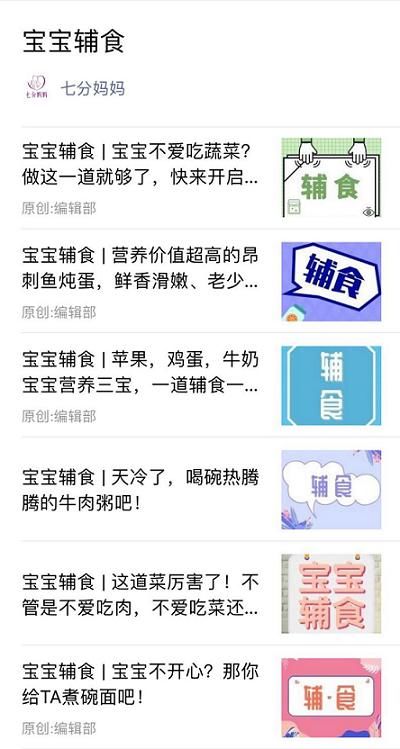 宝宝辅食
七分妈妈
七分妈妈
宝宝辅食 | 宝宝不爱吃蔬菜？
做这一道就够了，快来开启...
原创:编辑部
辅食
宝宝辅食 | 营养价值超高的昂
刺鱼炖蛋，鲜香滑嫩、老少...
原创:编辑部
辅食
宝宝辅食 | 苹果，鸡蛋，牛奶
宝宝营养三宝，一道辅食一...
原创:编辑部
辅
食
宝宝辅食 | 天冷了，喝碗热腾
腾的牛肉粥吧！
辅食
宝宝辅食 | 这道菜厉害了！不
管是不爱吃肉，不爱吃菜还...
宝宝
辅食
宝宝辅食 | 宝宝不开心？那你
给TA煮碗面吧！
原创:编辑部
辅·食